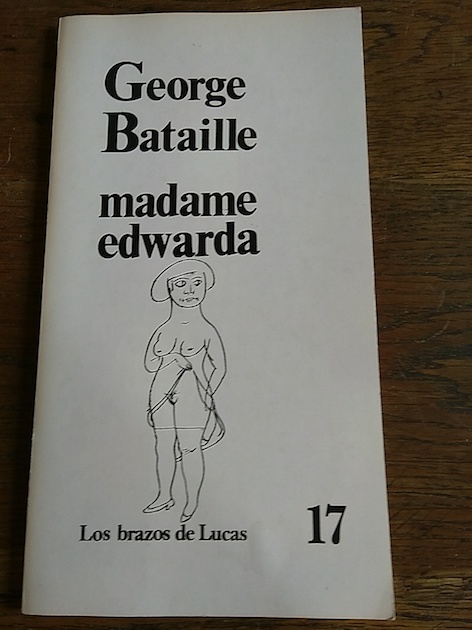 George
Bataille
madame
edwarda
Los brazos de Lucas
17